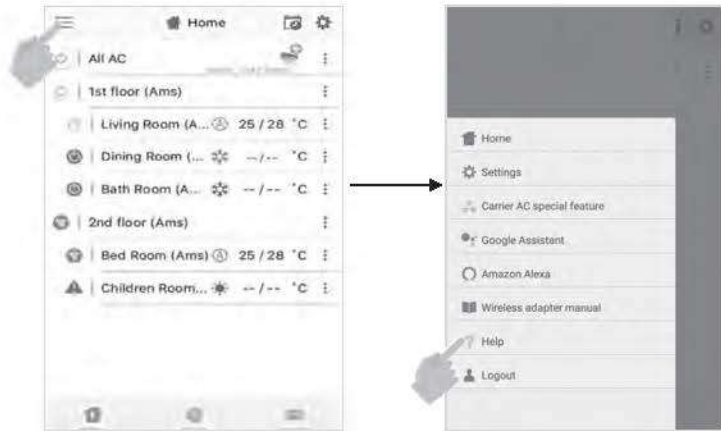 Home
All AC
1st floor (Ams)
Living Room (A... 25 / 28 °C
Dining Room (... -- / -- °C
Bath Room (A... -- / -- °C
2nd floor (Ams)
Bed Room (Ams) 25 / 28 °C
Children Room... -- / -- °C
Home
Settings
Carrier AC special feature
Google Assistant
Amazon Alexa
Wireless adapter manual
Help
Logout